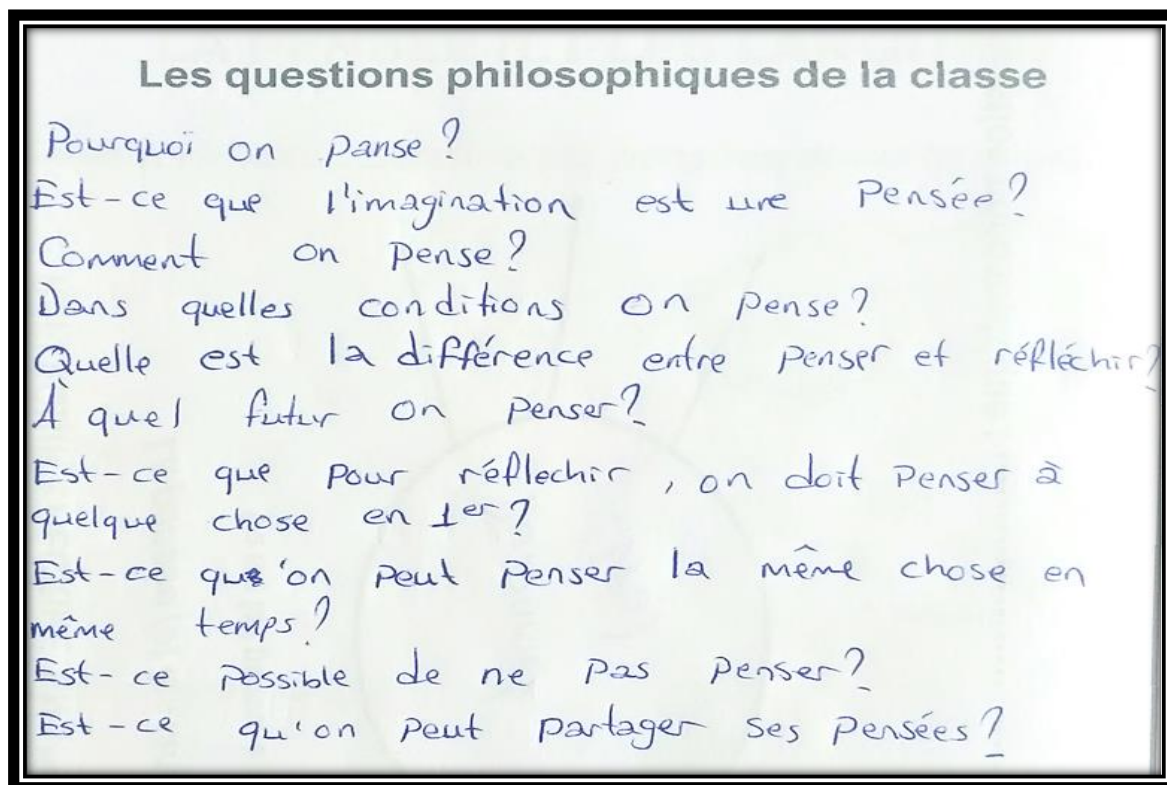 Les questions philosophiques de la classe
Pourquoi on panse ?
Est-ce que l'imagination est une Pensée ?
Comment on pense ?
Dans quelles conditions on pense ?
Quelle est la différence entre penser et réfléchir ?
À quel futur on penser ?
Est-ce que pour réflechir, on doit Penser à
quelque chose en 1er ?
Est-ce qu'on peut Penser la même chose en
même temps ?
Est-ce possible de ne pas penser ?
Est-ce qu'on peut partager ses pensées ?